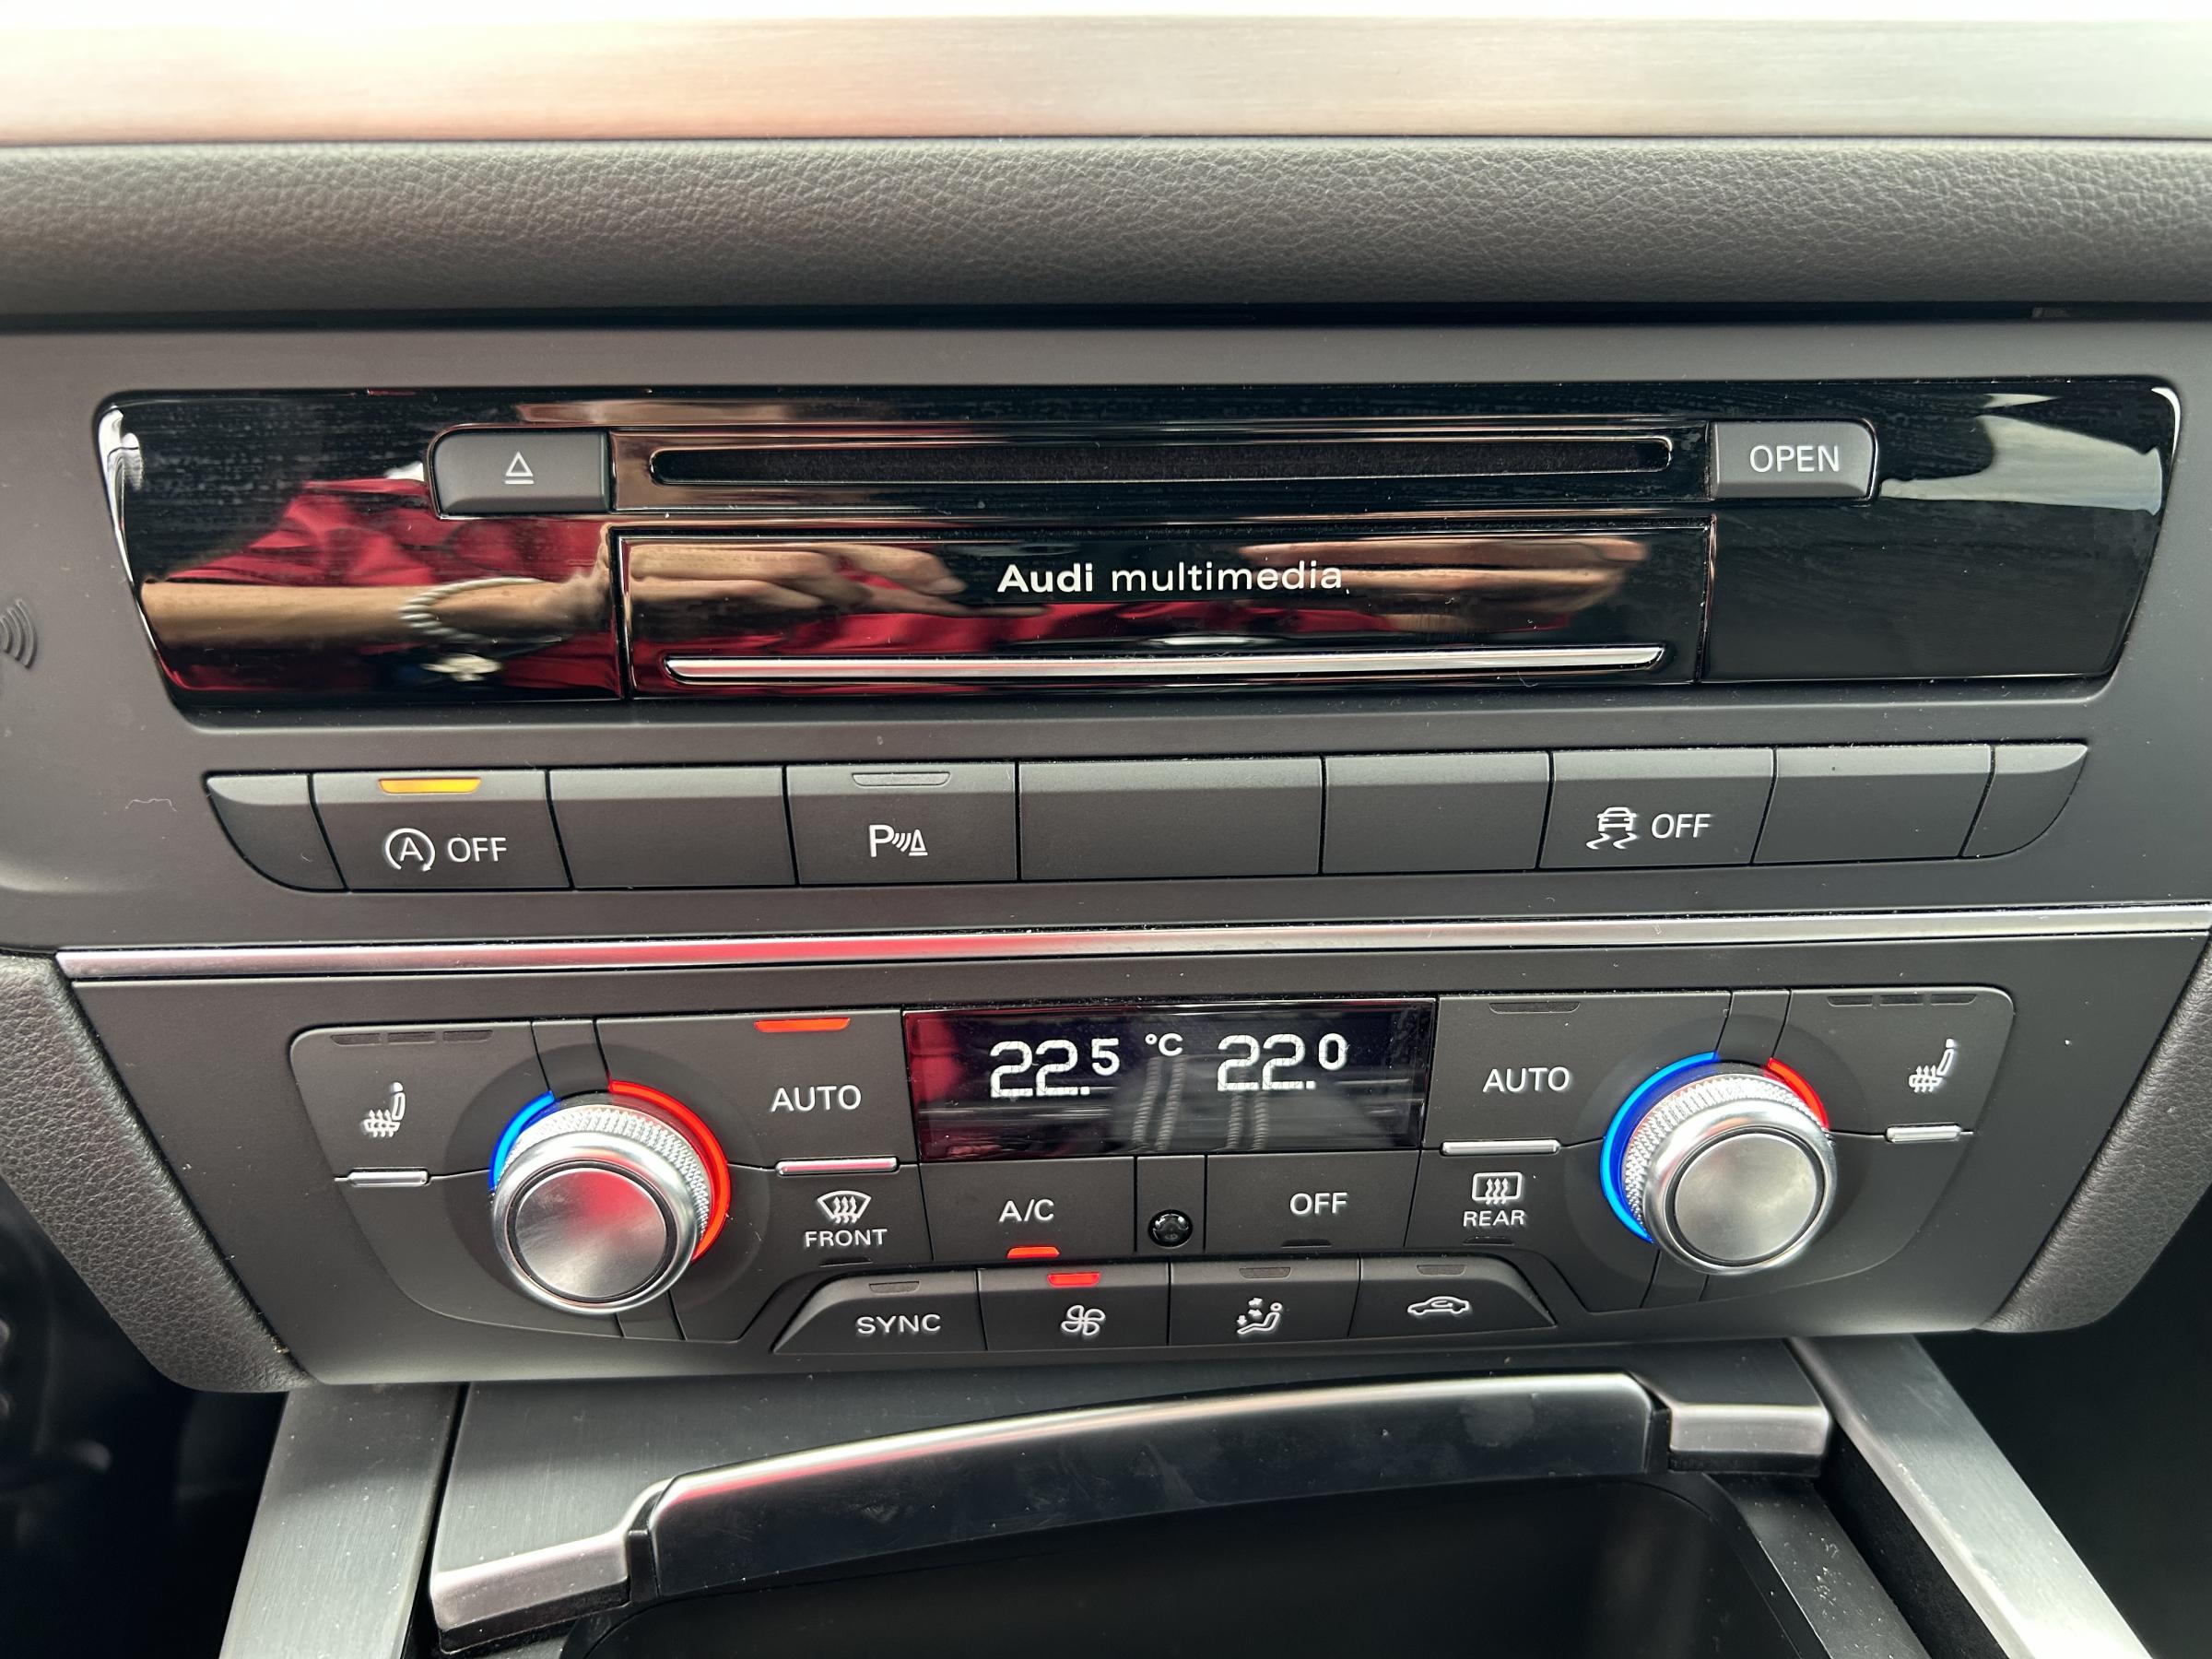 OPEN
Audi multimedia
A OFF
P
OFF
22.5 °C 22.0
AUTO
AUTO
FRONT
A/C
OFF
REAR
SYNC